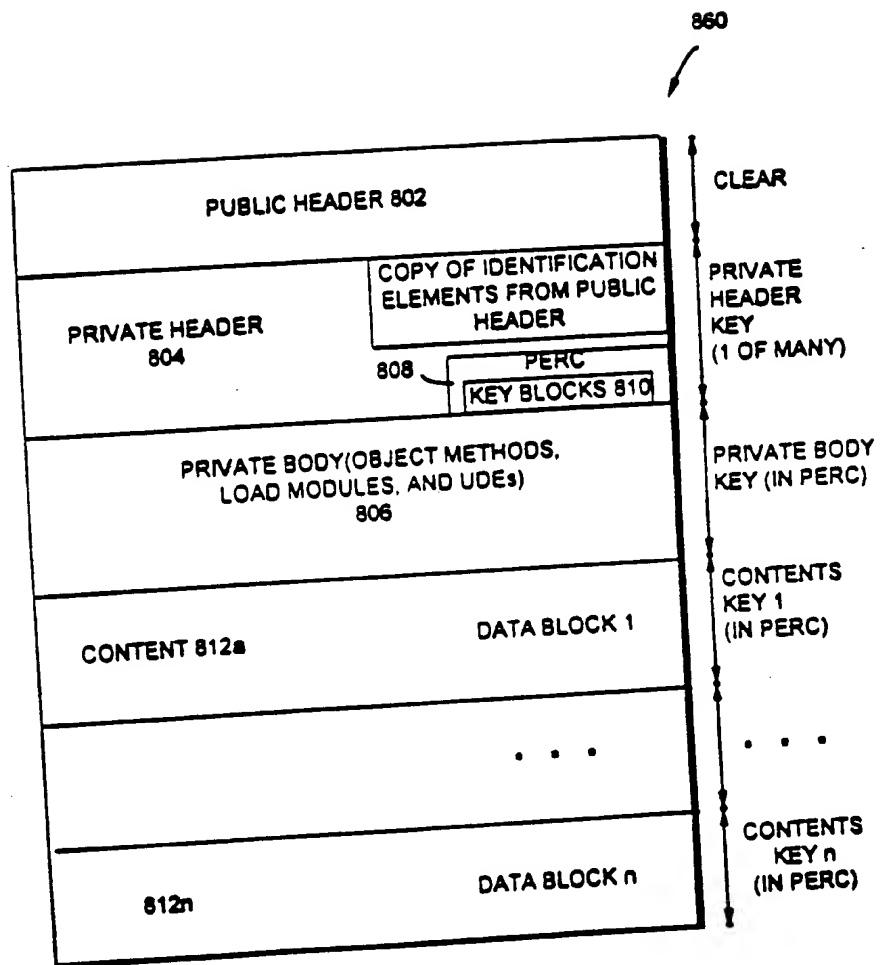 860
PUBLIC HEADER 802
CLEAR
PRIVATE HEADER
804
COPY OF IDENTIFICATION
ELEMENTS FROM PUBLIC
HEADER
808
PERC
KEY BLOCKS 810
PRIVATE
HEADER
KEY
(1 OF MANY)
PRIVATE BODY(OBJECT METHODS,
LOAD MODULES, AND UDEs)
806
PRIVATE BODY
KEY (IN PERC)
CONTENT 812a
DATA BLOCK 1
CONTENTS
KEY 1
(IN PERC)
. . .
. . .
812n
DATA BLOCK n
CONTENTS
KEY n
(IN PERC)